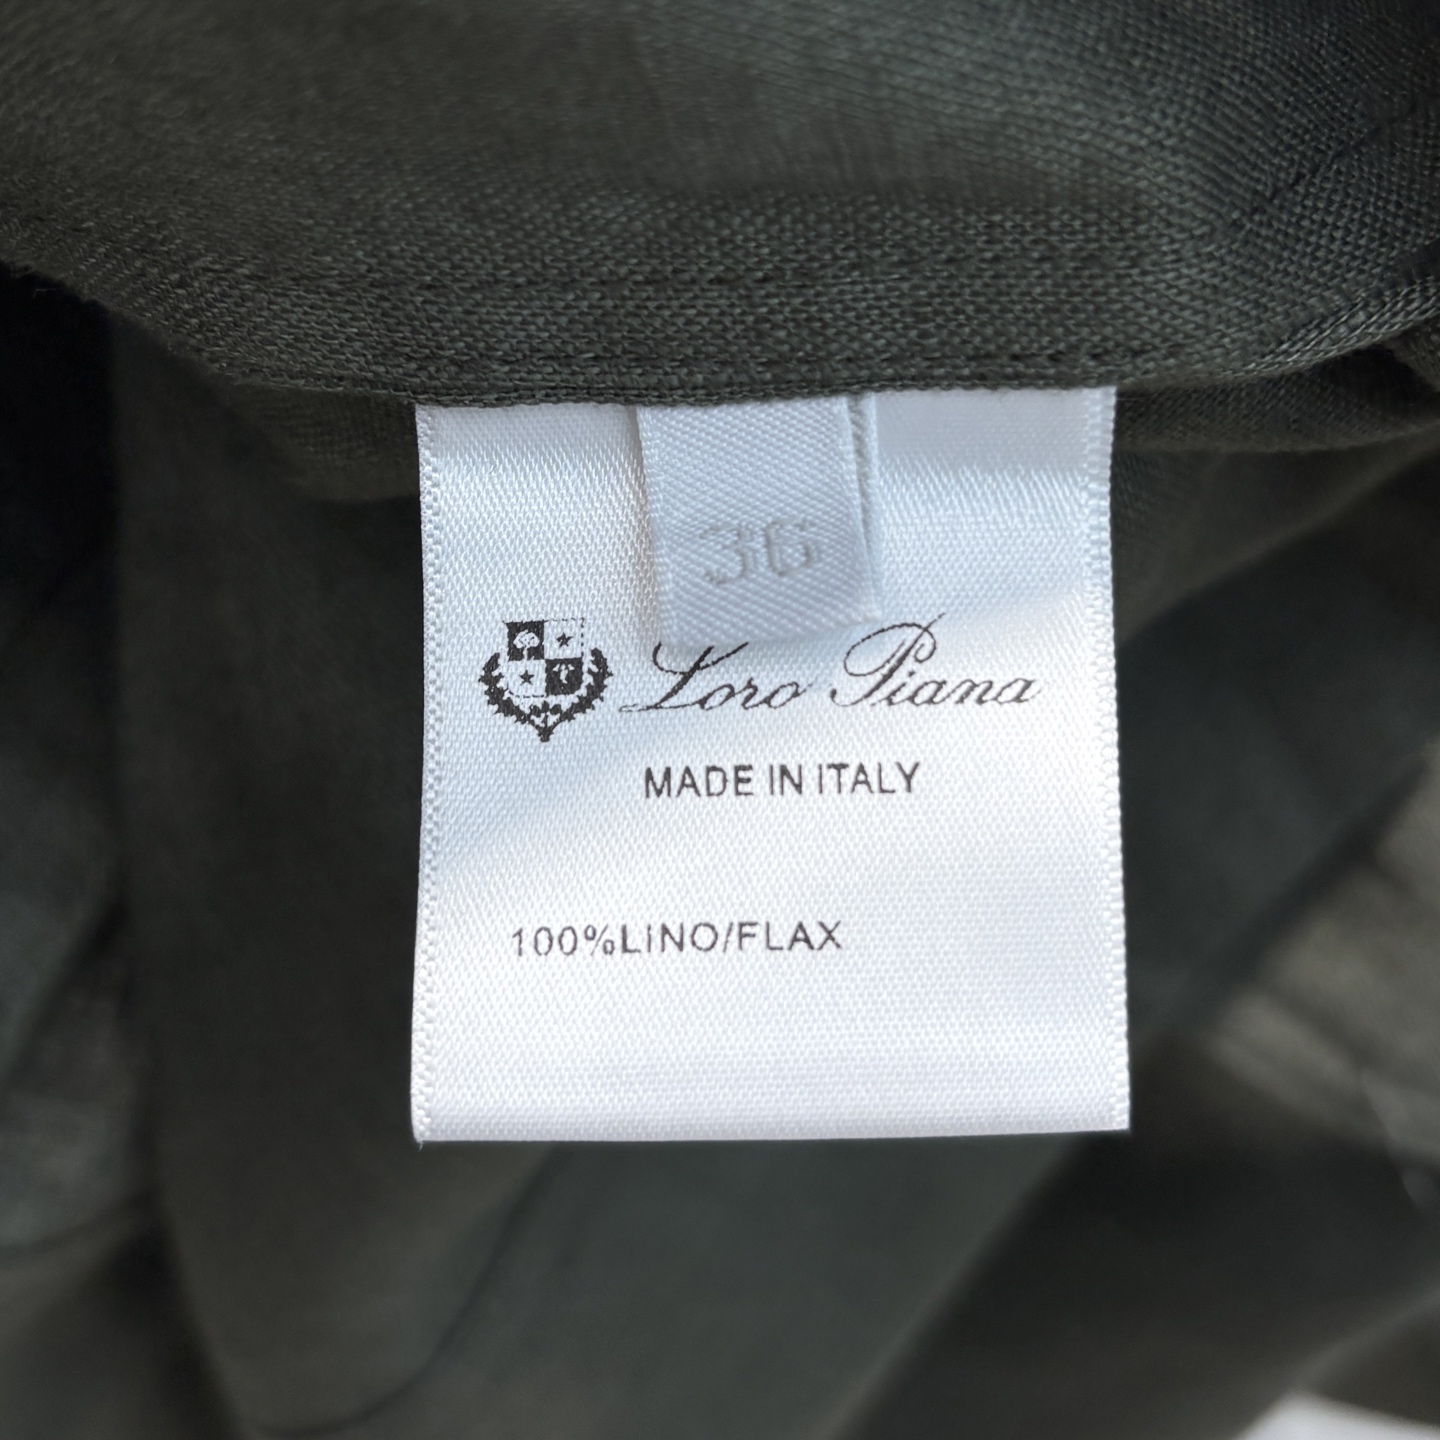 36
Loro Piana
MADE IN ITALY
100%LINO/FLAX